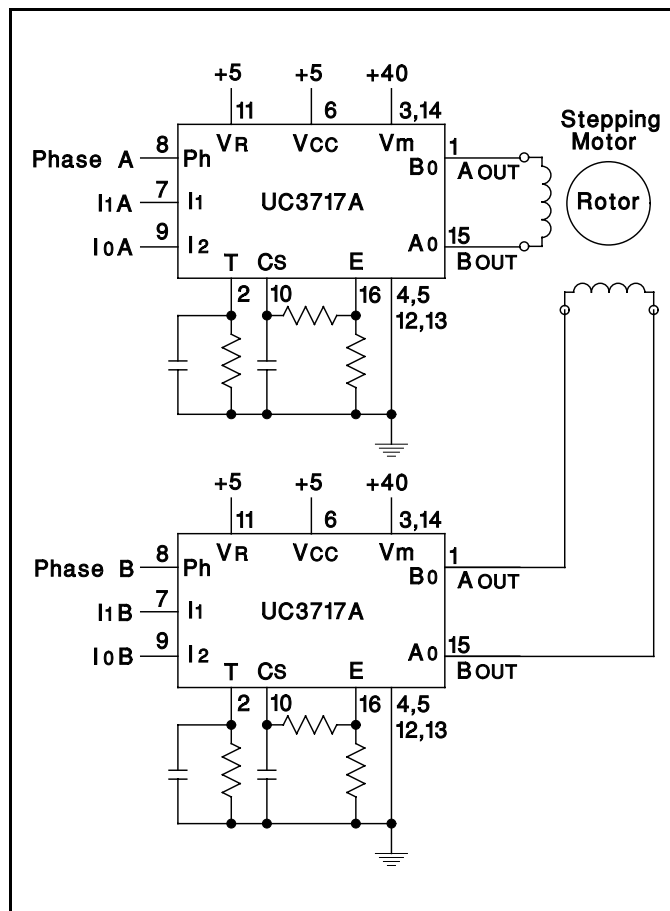 +5 +5 +40
11 6 3,14
VR VCC Vm
Stepping
Motor
Rotor
Phase A 8 Ph
B0 1 A OUT
I1A 7 I1
UC3717A
I0A 9 I2
A0 15 B OUT
T CS E
2 10 16 4,5
12,13
+5 +5 +40
11 6 3,14
VR VCC Vm
Phase B 8 Ph
B0 1 A OUT
I1B 7 I1
UC3717A
I0B 9 I2
A0 15 B OUT
T CS E
2 10 16 4,5
12,13